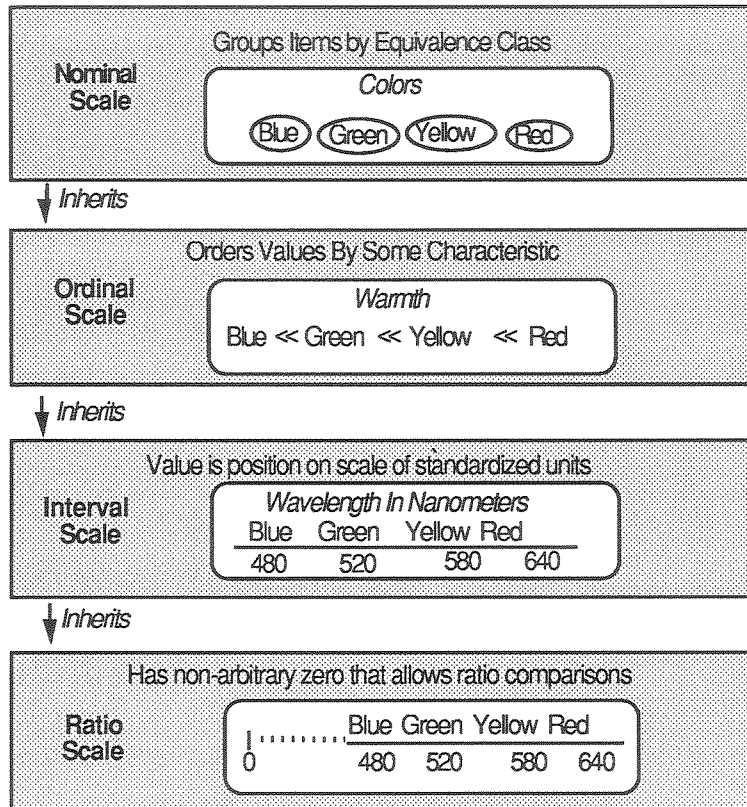 Groups Items by Equivalence Class
Nominal
Scale
Colors
Blue Green Yellow Red
Inherits
Orders Values By Some Characteristic
Ordinal
Scale
Warmth
Blue << Green << Yellow << Red
Inherits
Value is position on scale of standardized units
Interval
Scale
Wavelength In Nanometers
Blue Green Yellow Red
480 520 580 640
Inherits
Has non-arbitrary zero that allows ratio comparisons
Ratio
Scale
Blue Green Yellow Red
0 480 520 580 640